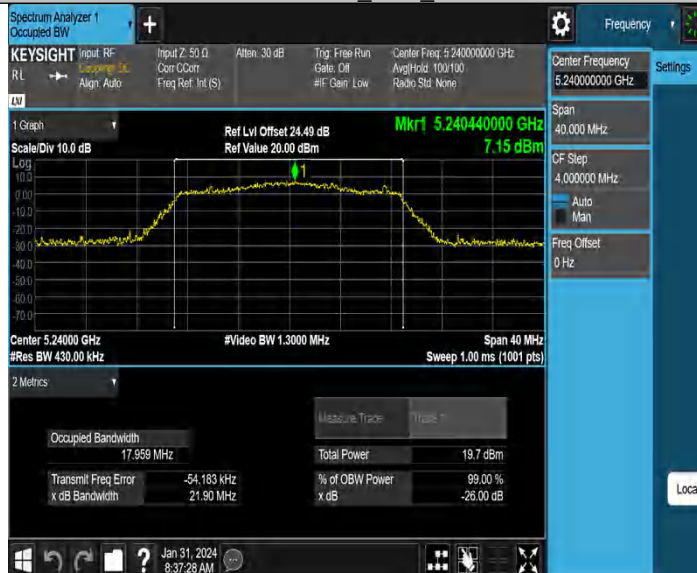 Spectrum Analyzer 1
Occupied BW
Frequency
KEYSIGHT Input: RF Input Z: 50 Ω Atten: 30 dB Trig: Free Run Center Freq: 5.240000000 GHz
RL Coupling: DC Corr CCorr Gate: Off Avg|Hold: 100/100
Align: Auto Freq Ref: Int (S) #IF Gain: Low Radio Std: None
LXI
Center Frequency
5.240000000 GHz
Settings
Span
40.000 MHz
CF Step
4.000000 MHz
Auto
Man
Freq Offset
0 Hz
1 Graph
Ref Lvl Offset 24.49 dB
Mkr1 5.240440000 GHz
Scale/Div 10.0 dB
Ref Value 20.00 dBm
7.15 dBm
Log
10.0
0.00
-10.0
-20.0
-30.0
-40.0
-50.0
-60.0
-70.0
1
Center 5.24000 GHz #Video BW 1.3000 MHz Span 40 MHz
#Res BW 430.00 kHz Sweep 1.00 ms (1001 pts)
2 Metrics
Measure Trace Trace 1
Occupied Bandwidth
17.959 MHz
Total Power 19.7 dBm
Transmit Freq Error -54.183 kHz % of OBW Power 99.00 %
x dB Bandwidth 21.90 MHz x dB -26.00 dB
Loca
?
Jan 31, 2024
8:37:28 AM